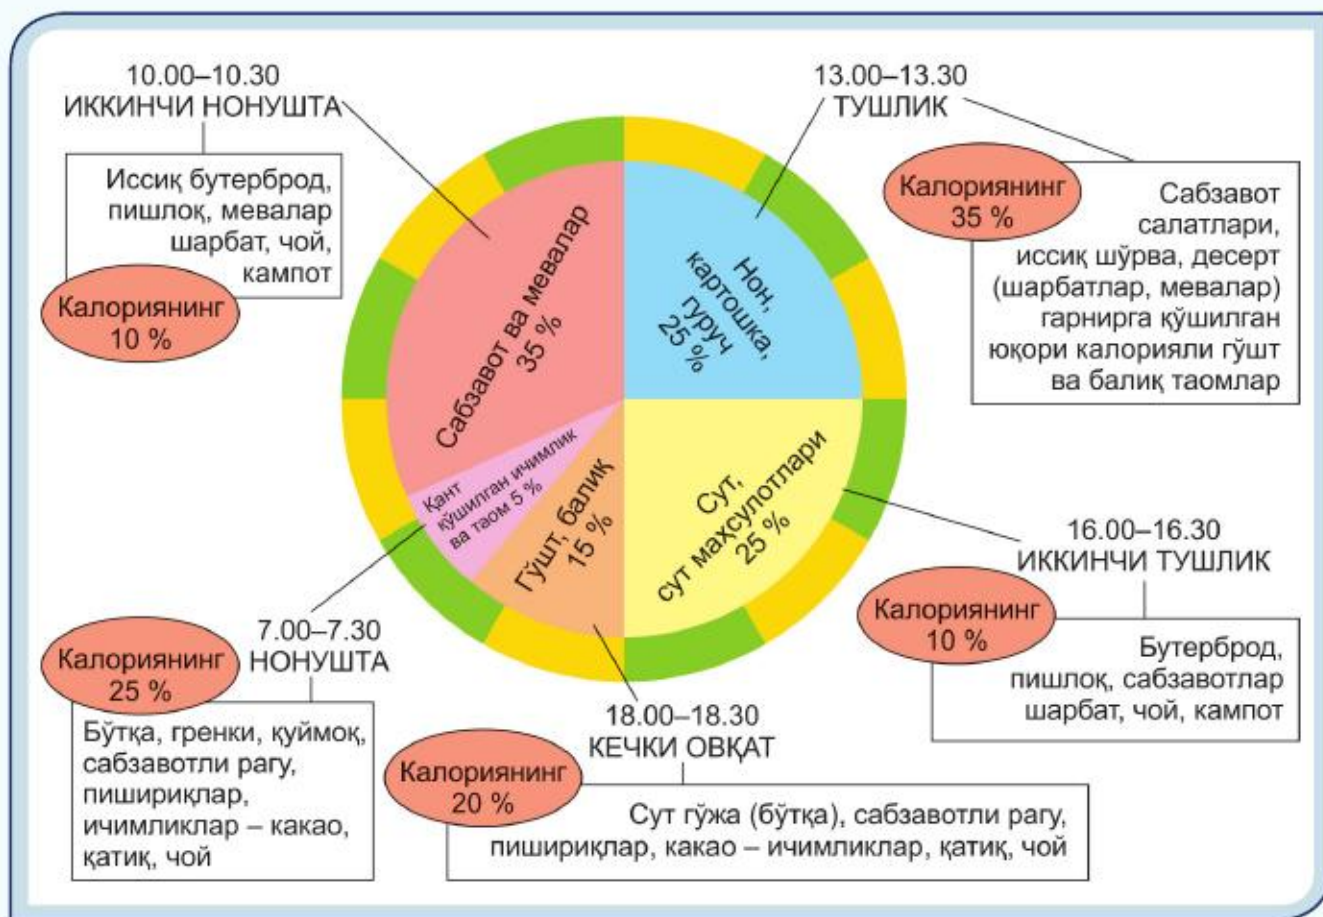 10.00–10.30
ИККИНЧИ НОНУШТА
Иссиқ бутерброд,
пишлоқ, мевалар
шарбат, чой,
кампот
Калориянинг
10 %
13.00–13.30
ТУШЛИК
Калориянинг
35 %
Сабзавот
салатлари,
иссиқ шўрва, десерт
(шарбатлар, мевалар)
гарнирга қўшилган
юқори калорияли гўшт
ва балиқ таомлар
Сабзавот ва мевалар
35 %
Нон,
картошка,
гуруч
25 %
Қант
қўшилган ичимлик
ва таом 5 %
Гўшт, балиқ
15 %
Сут,
сут маҳсулотлари
25 %
16.00–16.30
ИККИНЧИ ТУШЛИК
Калориянинг
10 %
Бутерброд,
пишлоқ, сабзавотлар
шарбат, чой, кампот
7.00–7.30
НОНУШТА
Калориянинг
25 %
Бўтқа, гренки, қуймоқ,
сабзавотли рагу,
пишириқлар,
ичимликлар – какао,
қатиқ, чой
18.00–18.30
КЕЧКИ ОВҚАТ
Калориянинг
20 %
Сут гўжа (бўтқа), сабзавотли рагу,
пишириқлар, какао – ичимликлар, қатиқ, чой